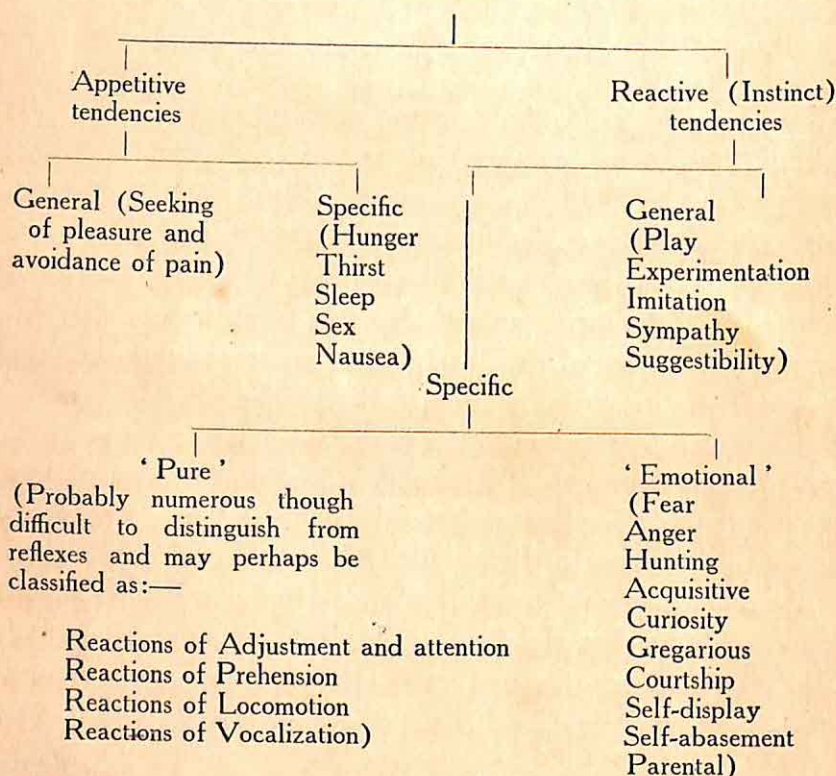 Appetitive
tendencies
Reactive (Instinct)
tendencies
General (Seeking
of pleasure and
avoidance of pain)
Specific
(Hunger
Thirst
Sleep
Sex
Nausea)
General
(Play
Experimentation
Imitation
Sympathy
Suggestibility)
Specific
‘ Pure ’
(Probably numerous though
difficult to distinguish from
reflexes and may perhaps be
classified as:—
Reactions of Adjustment and attention
Reactions of Prehension
Reactions of Locomotion
Reactions of Vocalization)
‘ Emotional ’
(Fear
Anger
Hunting
Acquisitive
Curiosity
Gregarious
Courtship
Self-display
Self-abasement
Parental)